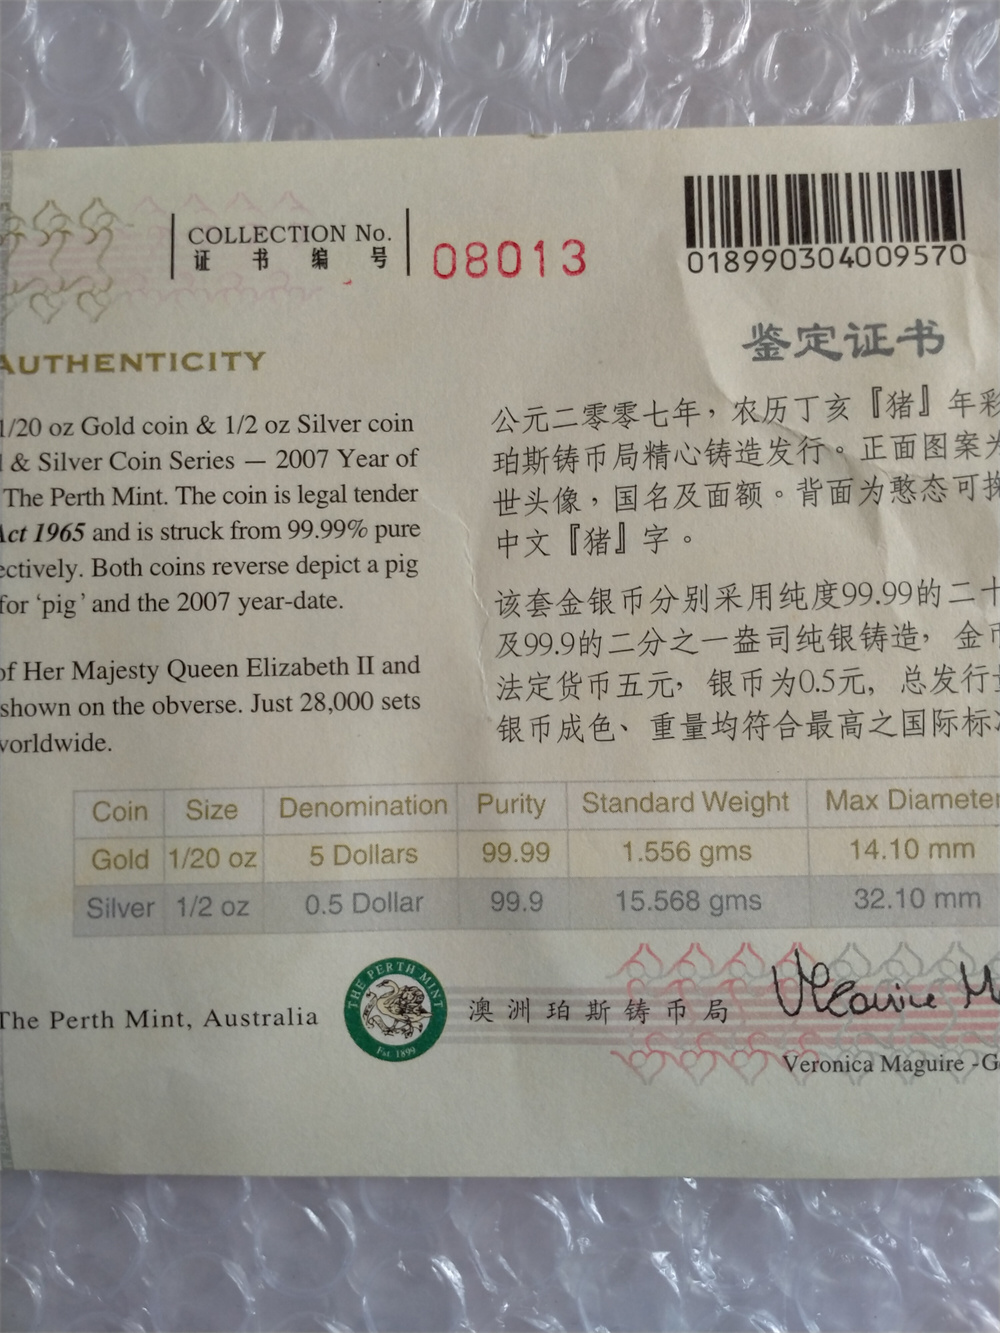 COLLECTION No.
证书编号
08013
018990304009570
AUTHENTICITY
1/20 oz Gold coin & 1/2 oz Silver coin
& Silver Coin Series — 2007 Year of
The Perth Mint. The coin is legal tender
Act 1965 and is struck from 99.99% pure
ectively. Both coins reverse depict a pig
for ‘pig’ and the 2007 year-date.
of Her Majesty Queen Elizabeth II and
shown on the obverse. Just 28,000 sets
worldwide.
鉴定证书
公元二零零七年，农历丁亥『猪』年彩
珀斯铸币局精心铸造发行。正面图案为
世头像，国名及面额。背面为憨态可掬
中文『猪』字。
该套金银币分别采用纯度99.99的二十
及99.9的二分之一盎司纯银铸造，金币
法定货币五元，银币为0.5元，总发行量
银币成色、重量均符合最高之国际标准
Coin Size Denomination Purity Standard Weight Max Diameter
Gold 1/20 oz 5 Dollars 99.99 1.556 gms 14.10 mm
Silver 1/2 oz 0.5 Dollar 99.9 15.568 gms 32.10 mm
The Perth Mint, Australia
THE PERTH MINT
Est. 1899
澳洲珀斯铸币局
Veronica Maguire -G